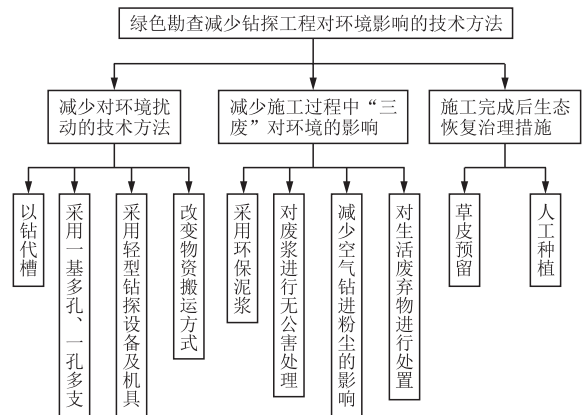 绿色勘查减少钻探工程对环境影响的技术方法
减少对环境扰
动的技术方法
减少施工过程中“三
废”对环境的影响
施工完成后生态
恢复治理措施
以钻代槽
采用一基多孔、一孔多支
采用轻型钻探设备及机具
改变物资搬运方式
采用环保泥浆
对废浆进行无公害处理
减少空气钻进粉尘的影响
对生活废弃物进行处置
草皮预留
人工种植